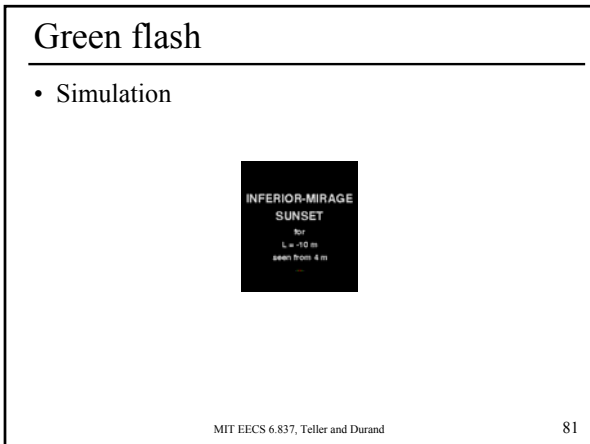 Green flash
• Simulation
INFERIOR-MIRAGE
SUNSET
for
L = -10 m
seen from 4 m
MIT EECS 6.837, Teller and Durand
81